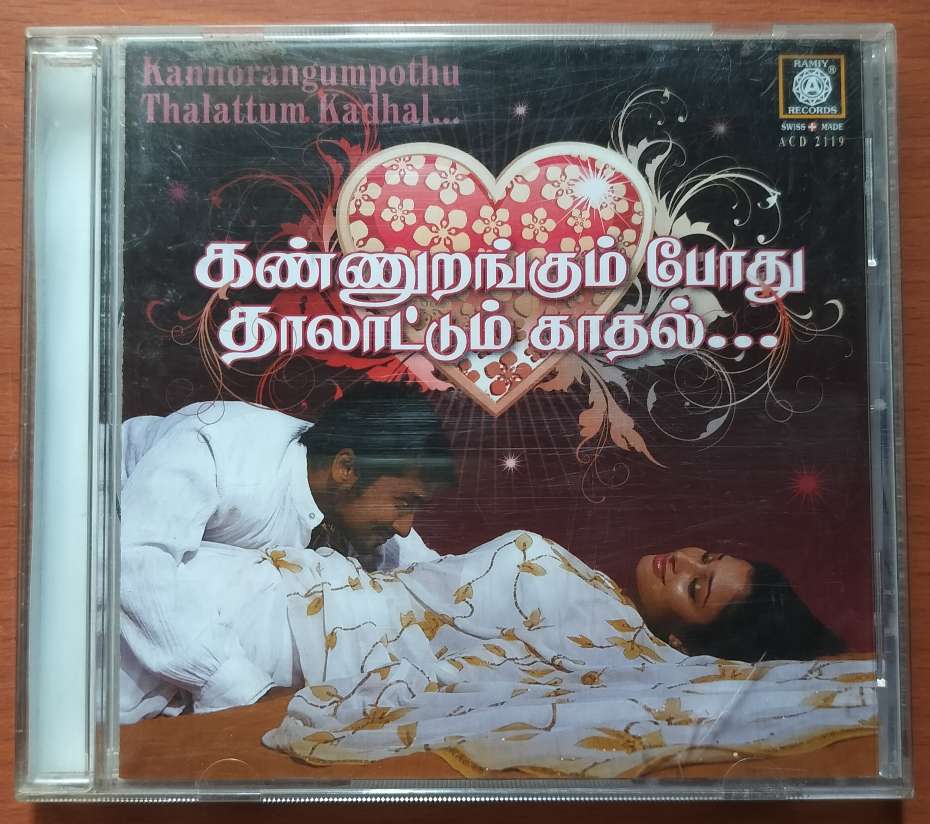 Kannorangumpothu
Thalattum Kadhal...
RAMIY
®
A
RECORDS
SWISS MADE
ACD 2119
கண்ணுறங்கும் போது
தாலாட்டும் காதல்...